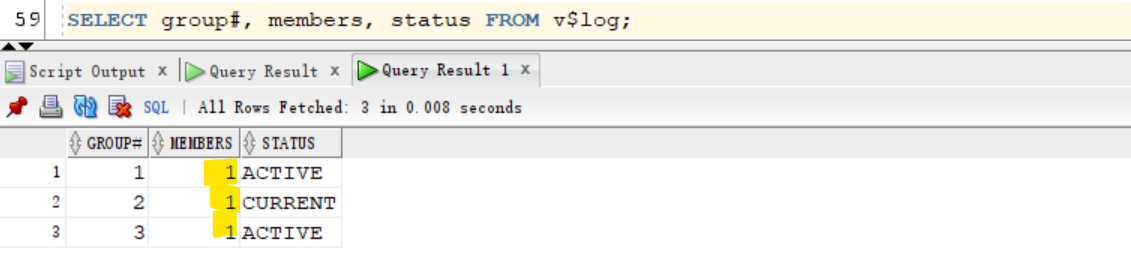 59 SELECT group#, members, status FROM v$log;
Script Output x Query Result x Query Result 1 x
SQL | All Rows Fetched: 3 in 0.008 seconds
GROUP# MEMBERS STATUS
1 1 1 ACTIVE
2 2 1 CURRENT
3 3 1 ACTIVE